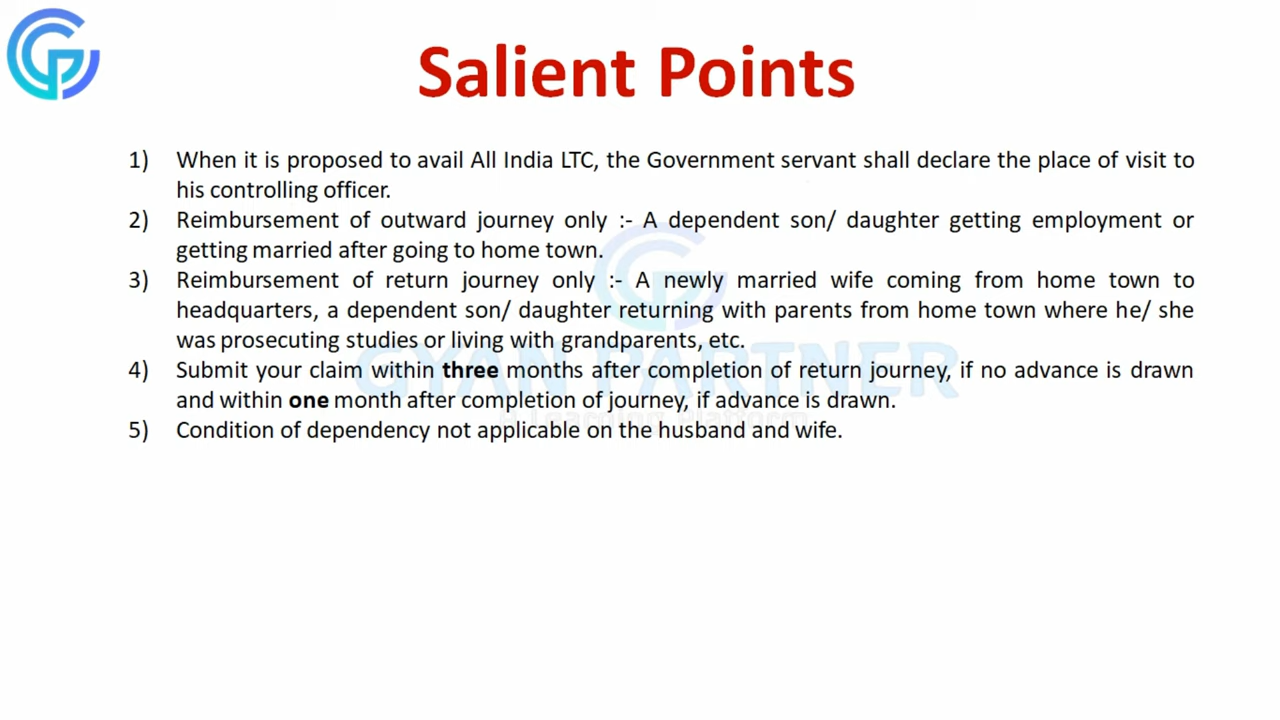 Salient Points
1) When it is proposed to avail All India LTC, the Government servant shall declare the place of visit to
his controlling officer.
2) Reimbursement of outward journey only :- A dependent son/ daughter getting employment or
getting married after going to home town.
3) Reimbursement of return journey only :- A newly married wife coming from home town to
headquarters, a dependent son/ daughter returning with parents from home town where he/ she
was prosecuting studies or living with grandparents, etc.
4) Submit your claim within three months after completion of return journey, if no advance is drawn
and within one month after completion of journey, if advance is drawn.
5) Condition of dependency not applicable on the husband and wife.
GYAN PARTNER
A Learning Platform